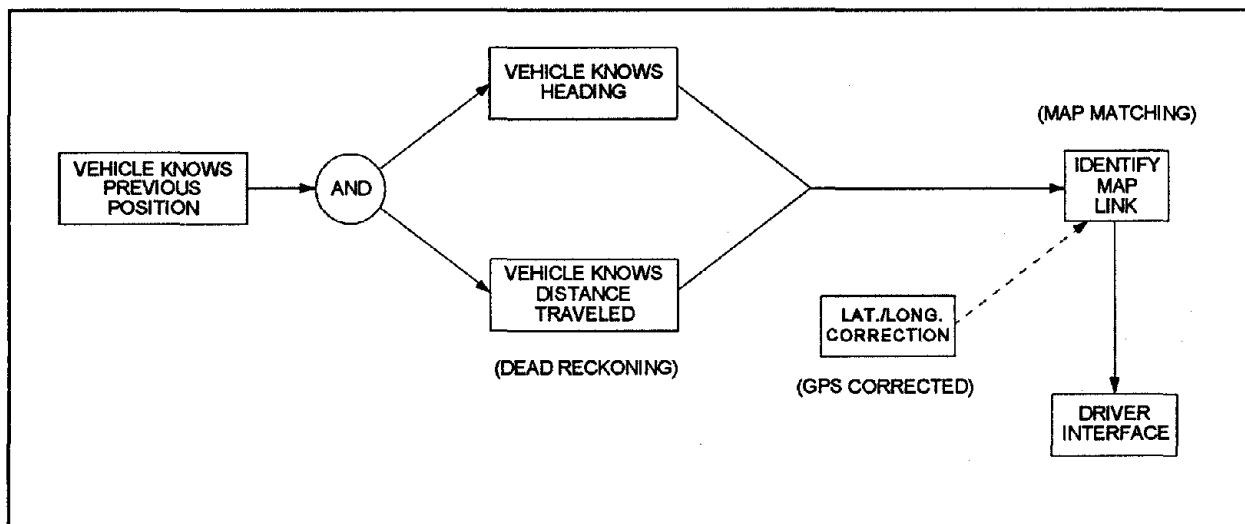 VEHICLE KNOWS
PREVIOUS
POSITION
AND
VEHICLE KNOWS
HEADING
VEHICLE KNOWS
DISTANCE
TRAVELED
(DEAD RECKONING)
(MAP MATCHING)
IDENTIFY
MAP
LINK
LAT./LONG.
CORRECTION
(GPS CORRECTED)
DRIVER
INTERFACE